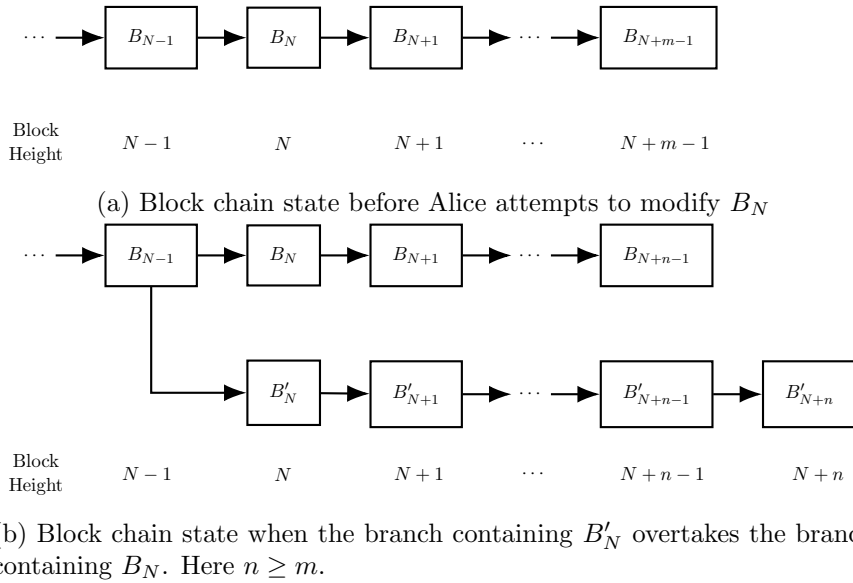 ··· B_{N−1} B_N B_{N+1} ··· B_{N+m−1}
Block
Height N − 1 N N + 1 ··· N + m − 1
(a) Block chain state before Alice attempts to modify B_N
··· B_{N−1} B_N B_{N+1} ··· B_{N+n−1}
B′_N B′_{N+1} ··· B′_{N+n−1} B′_{N+n}
Block
Height N − 1 N N + 1 ··· N + n − 1 N + n
b) Block chain state when the branch containing B′_N overtakes the branc
containing B_N. Here n ≥ m.